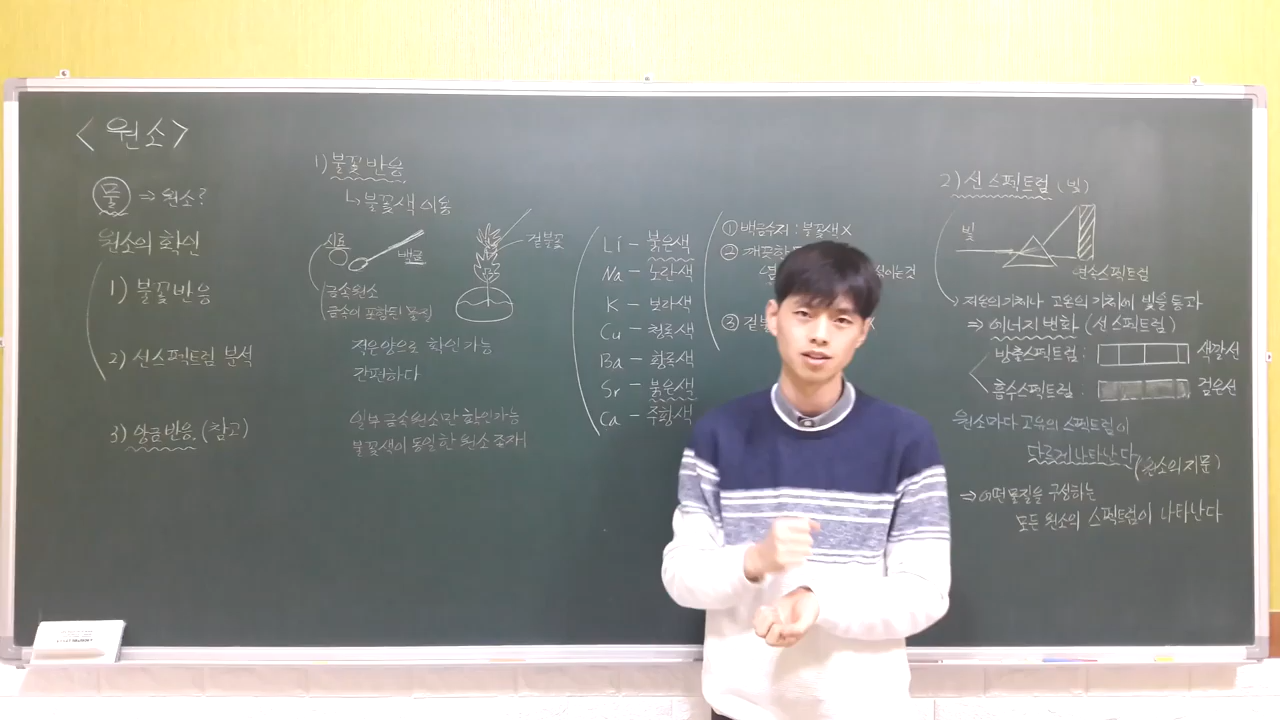 <원소>
물 ⇒ 원소?
원소의 확인
1) 불꽃반응
2) 선스펙트럼 분석
3) 앙금반응. (참고)
1) 불꽃반응
↳ 불꽃색 이용
시료
백금
겉불꽃
금속원소
금속이 포함된 물질
적은양으로 확인가능
간편하다
일부 금속원소만 확인가능
불꽃색이 동일한 원소 존재!
Li - 붉은색
Na - 노란색
K - 보라색
Cu - 청록색
Ba - 황록색
Sr - 붉은색
Ca - 주황색
① 백금수지 : 불꽃색 X
② 깨끗한
③ 겉불
2) 선 스펙트럼 (빛)
빛
연속스펙트럼
저온의 기체나 고온의 기체에 빛을 통과
⇒ 에너지 변화 (선스펙트럼)
방출스펙트럼 : 색깔선
흡수스펙트럼 : 검은선
원소마다 고유의 스펙트럼이
다르게 나타난다 (원소의 지문)
⇒ 어떤 물질을 구성하는
모든 원소의 스펙트럼이 나타난다